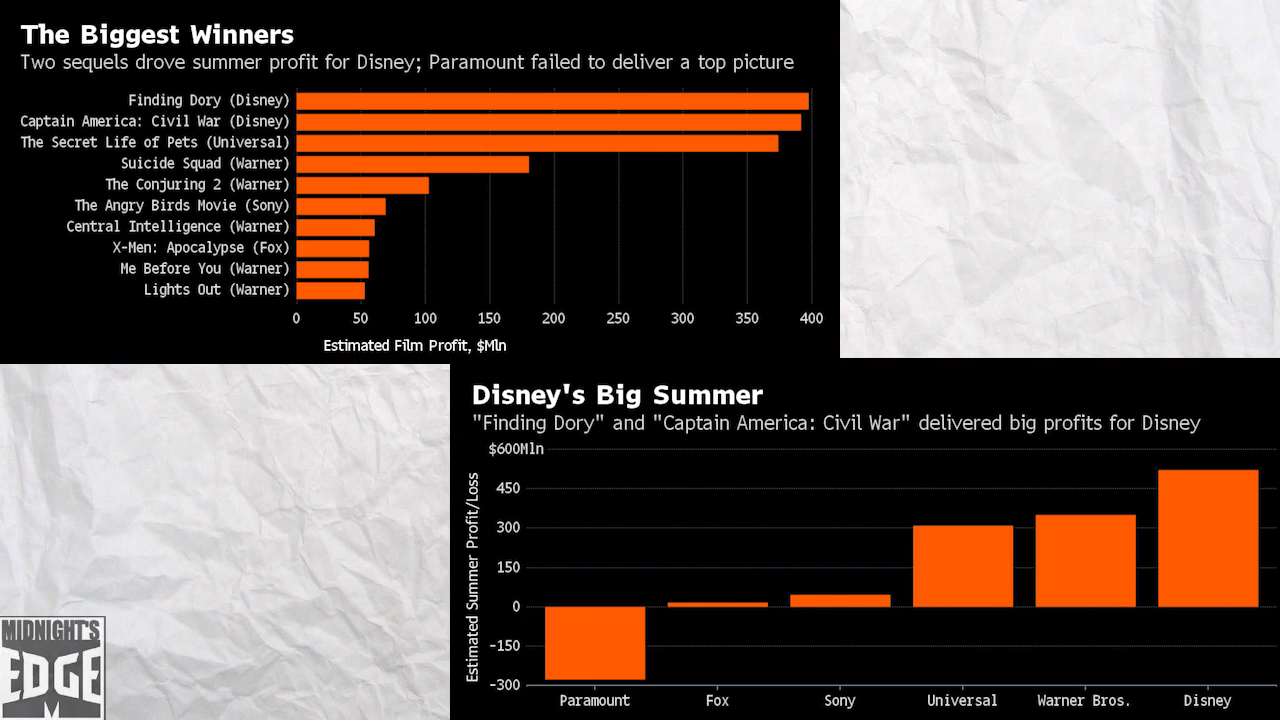 The Biggest Winners
Two sequels drove summer profit for Disney; Paramount failed to deliver a top picture
Finding Dory (Disney)
Captain America: Civil War (Disney)
The Secret Life of Pets (Universal)
Suicide Squad (Warner)
The Conjuring 2 (Warner)
The Angry Birds Movie (Sony)
Central Intelligence (Warner)
X-Men: Apocalypse (Fox)
Me Before You (Warner)
Lights Out (Warner)
0 50 100 150 200 250 300 350 400
Estimated Film Profit, $Mln
Disney's Big Summer
"Finding Dory" and "Captain America: Civil War" delivered big profits for Disney
Estimated Summer Profit/Loss
$600Mln
450
300
150
0
-150
-300
Paramount Fox Sony Universal Warner Bros. Disney
MIDNIGHT'S
EDGE